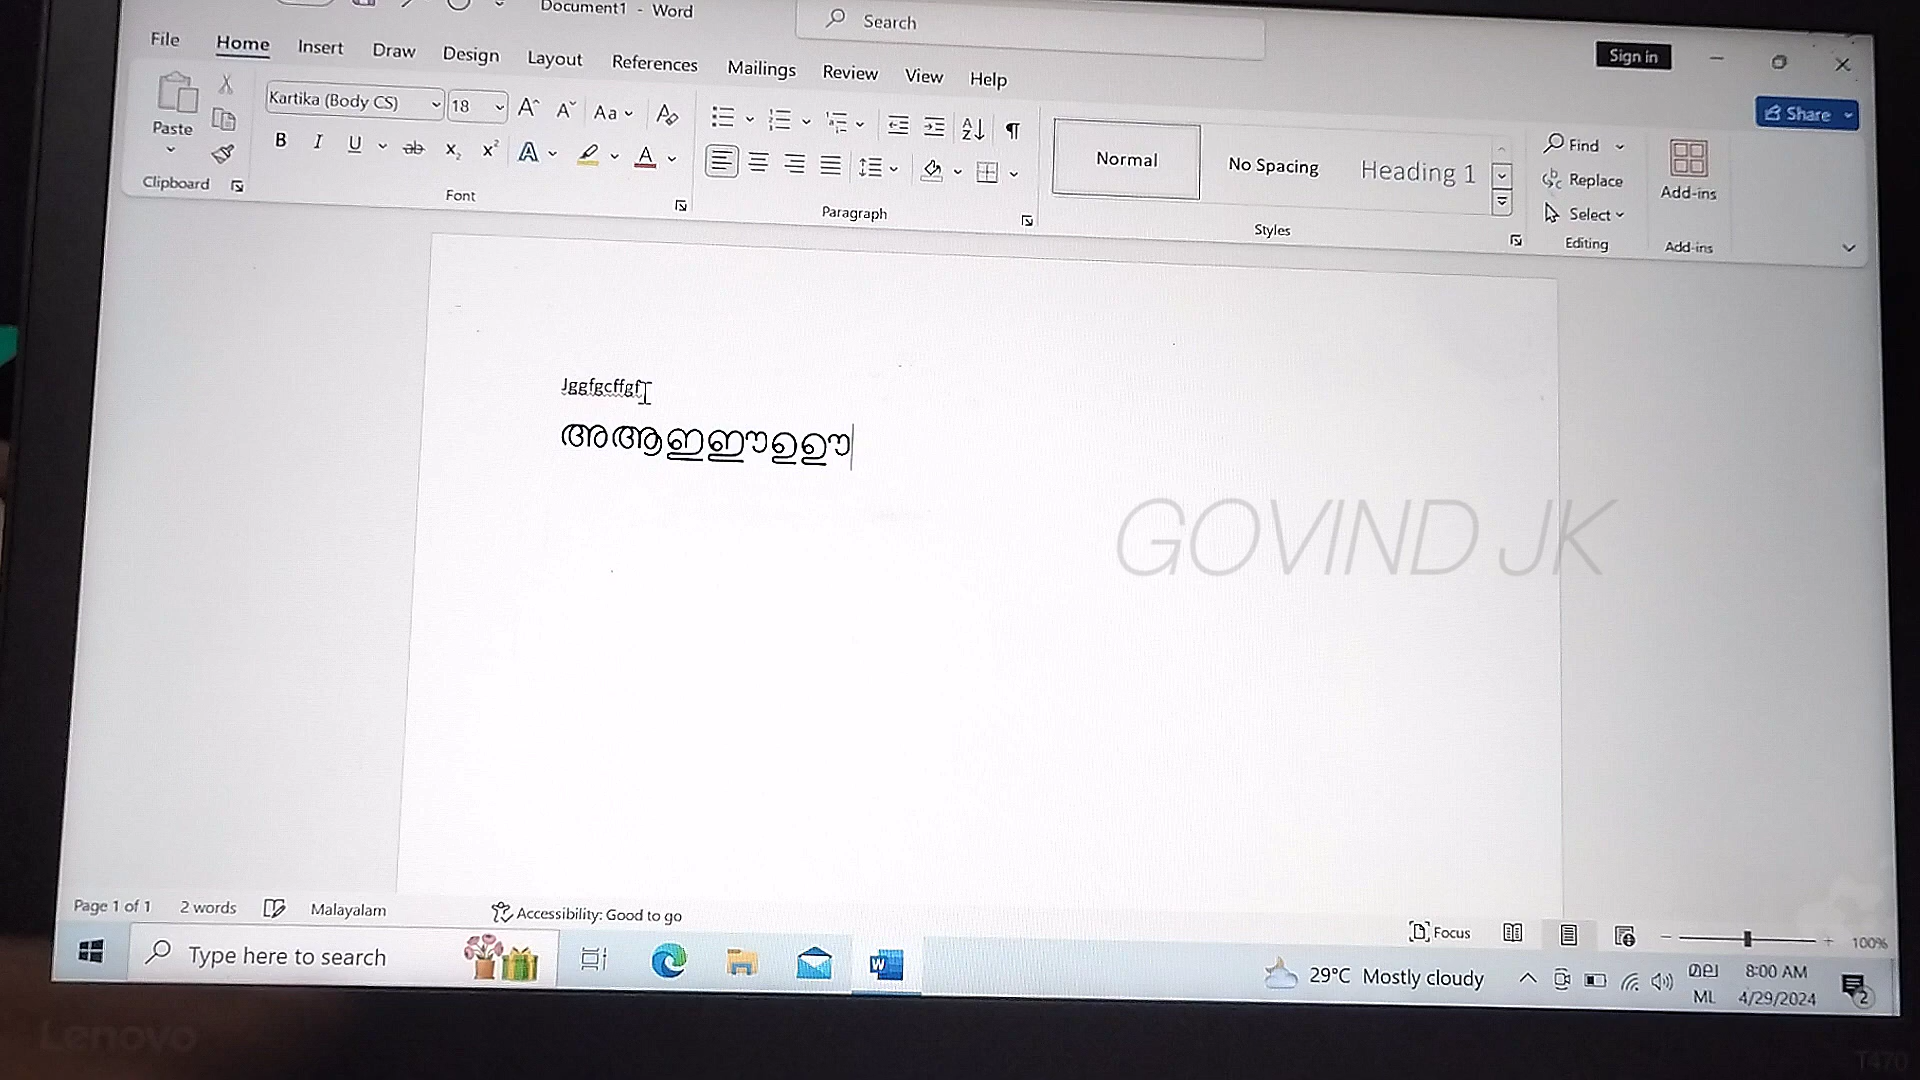 Document1 - Word
Search
Sign in
File Home Insert Draw Design Layout References Mailings Review View Help
Share
Paste
Clipboard
Kartika (Body CS) 18
Font
Paragraph
Normal No Spacing Heading 1
Styles
Find
Replace
Select
Editing
Add-ins
Add-ins
Jggfgcffgf
അആഇഈഉഊ
GOVIND JK
Page 1 of 1 2 words Malayalam Accessibility: Good to go Focus 100%
Type here to search
29°C Mostly cloudy
മല
ML
8:00 AM
4/29/2024
2
Lenovo
T470